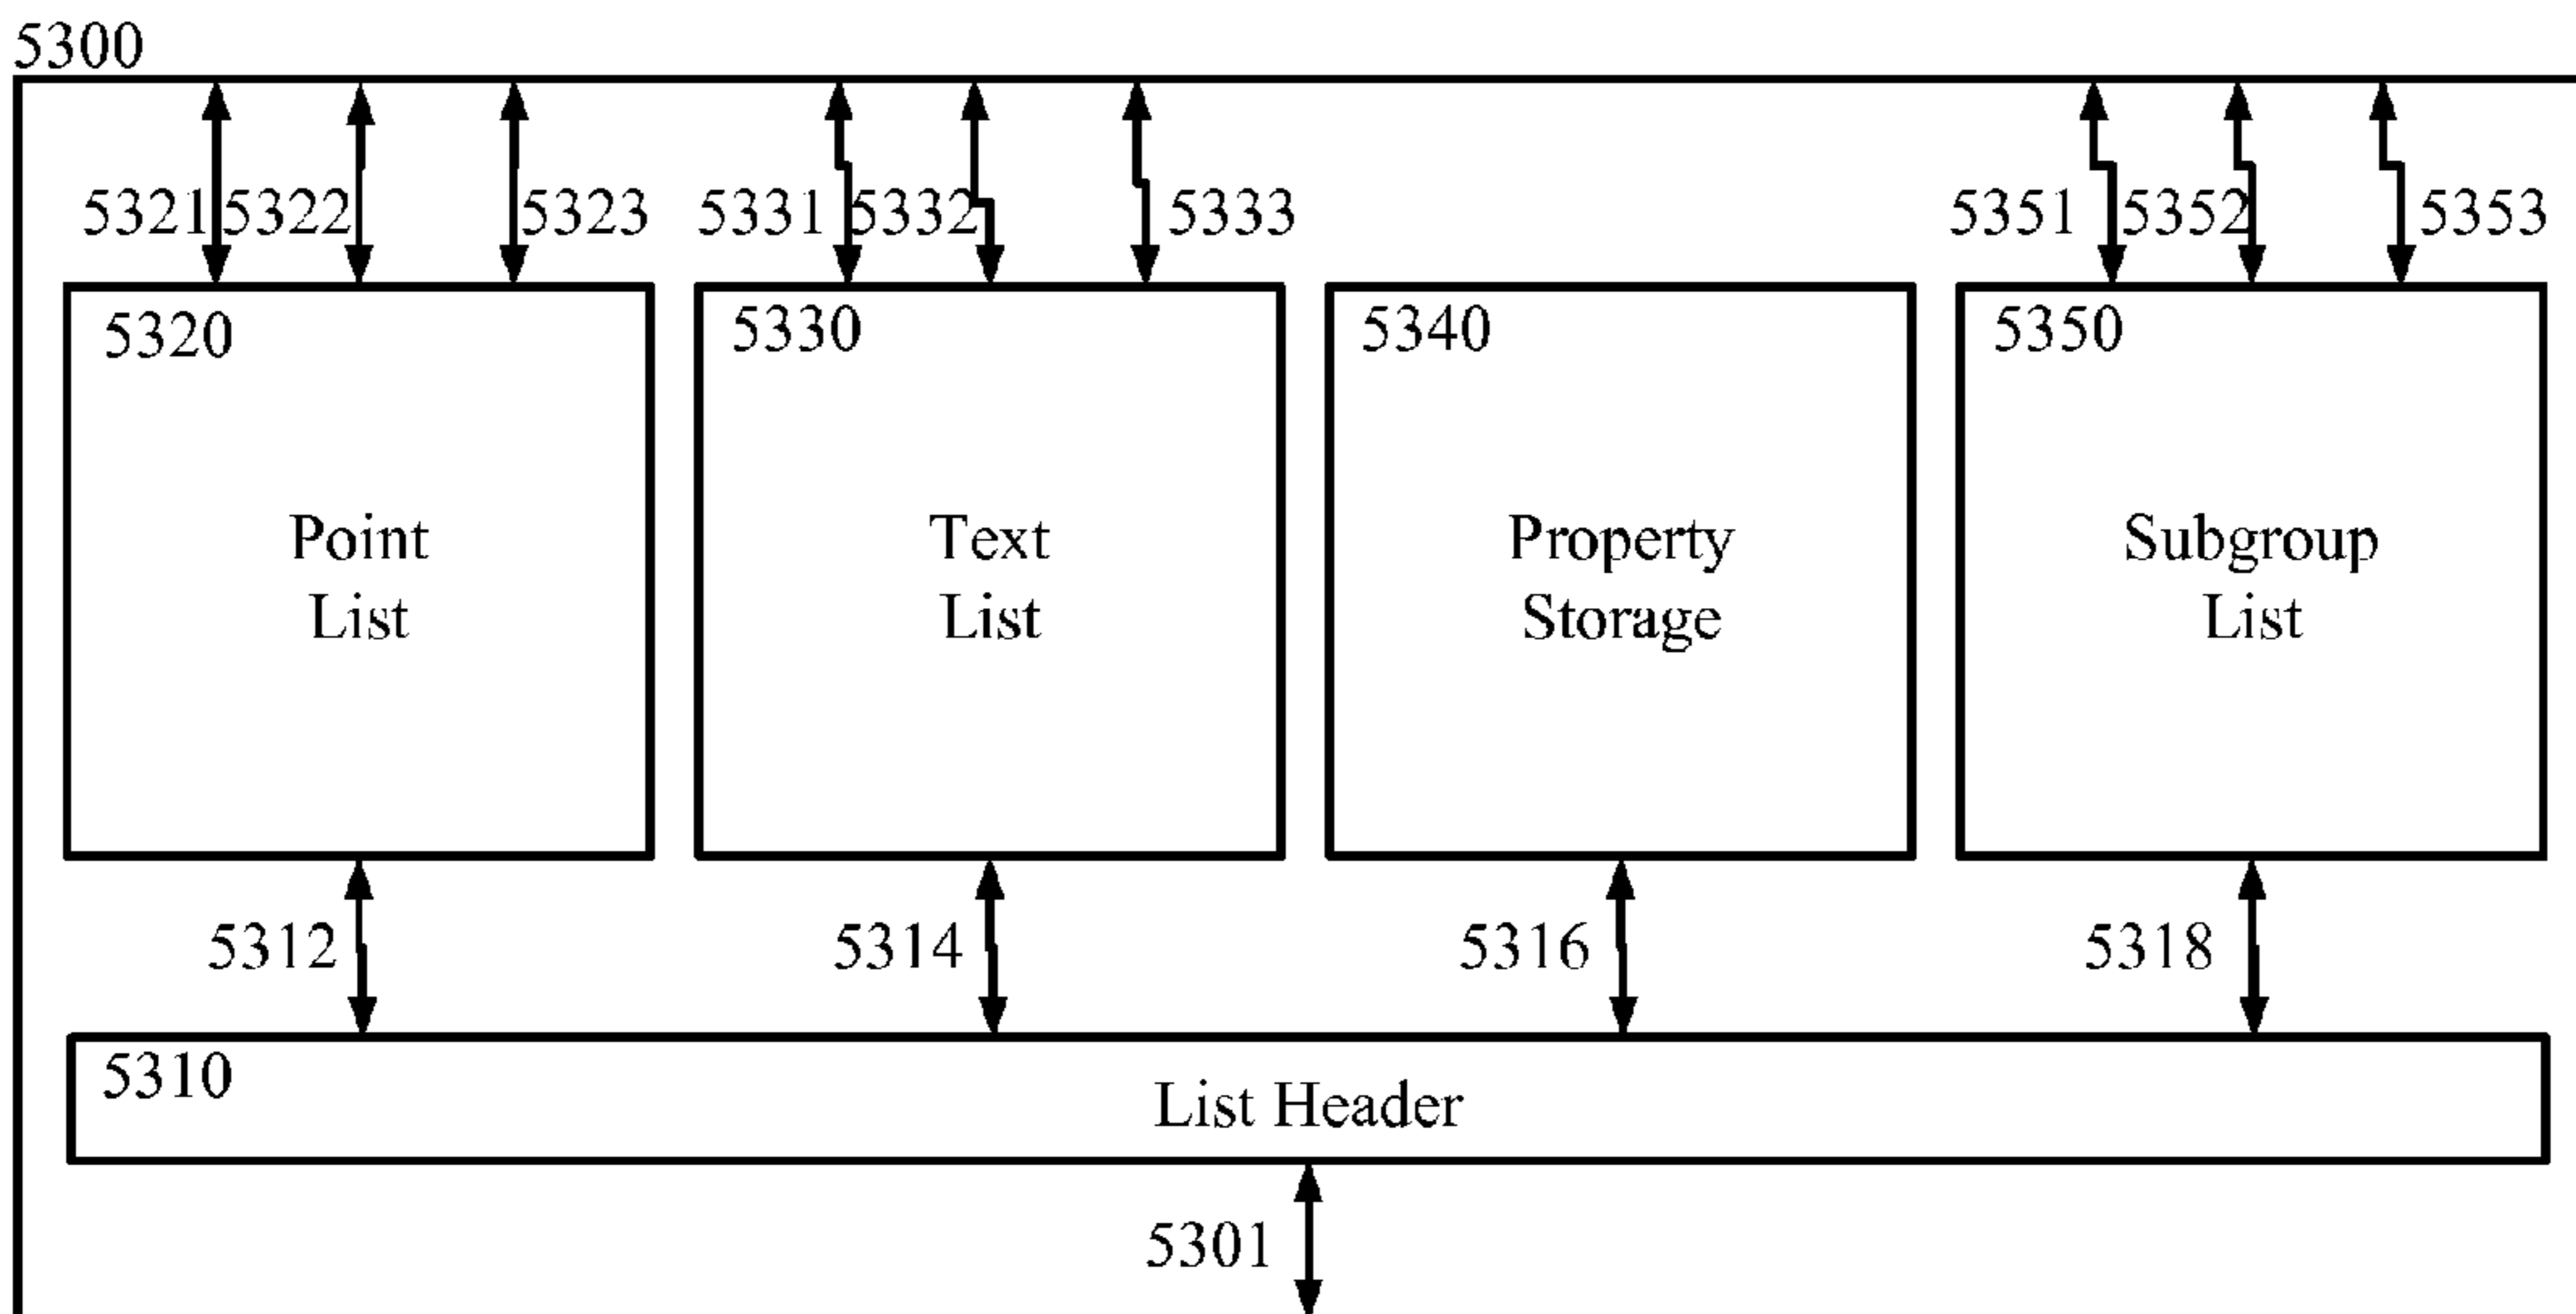 5300
5321 5322 5323 5331 5332 5333 5351 5352 5353
5320 5330 5340 5350
Point
List
Text
List
Property
Storage
Subgroup
List
5312 5314 5316 5318
5310
List Header
5301